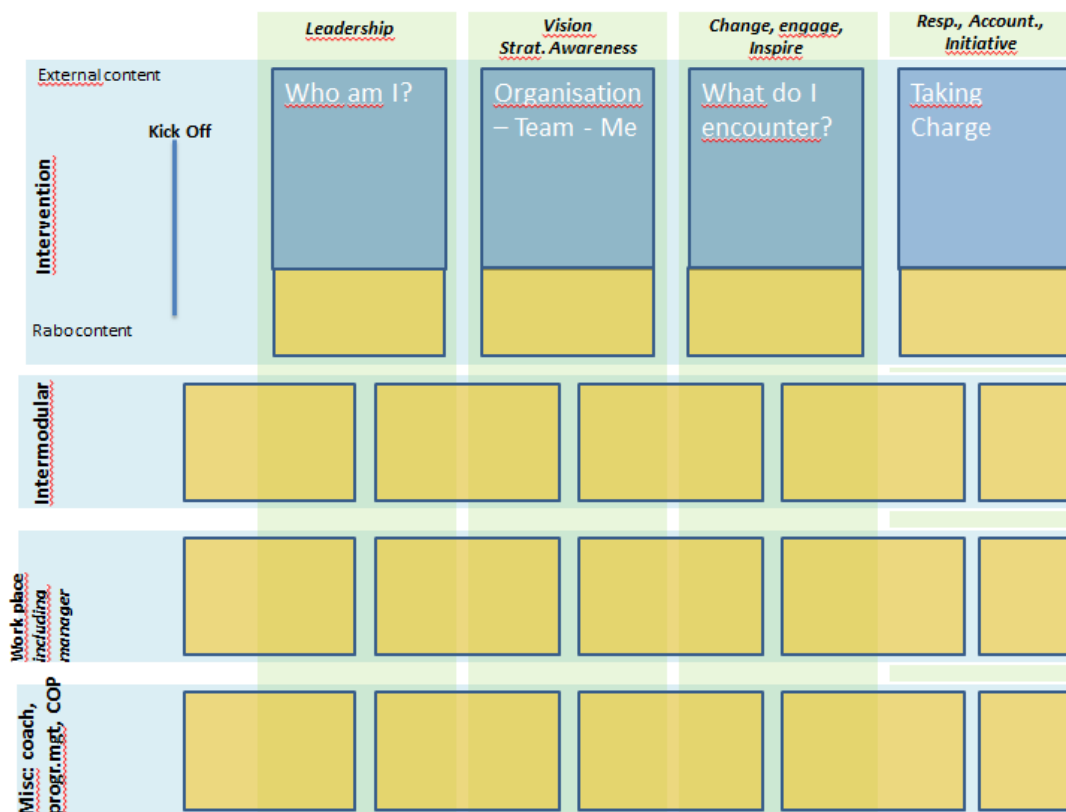 Leadership
Vision
Strat. Awareness
Change, engage,
Inspire
Resp., Account.,
Initiative
External content
Kick Off
Intervention
Rabo content
Who am I?
Organisation
– Team - Me
What do I
encounter?
Taking
Charge
Intermodular
Work place
including
manager
Misc: coach,
progr.mgt, COP